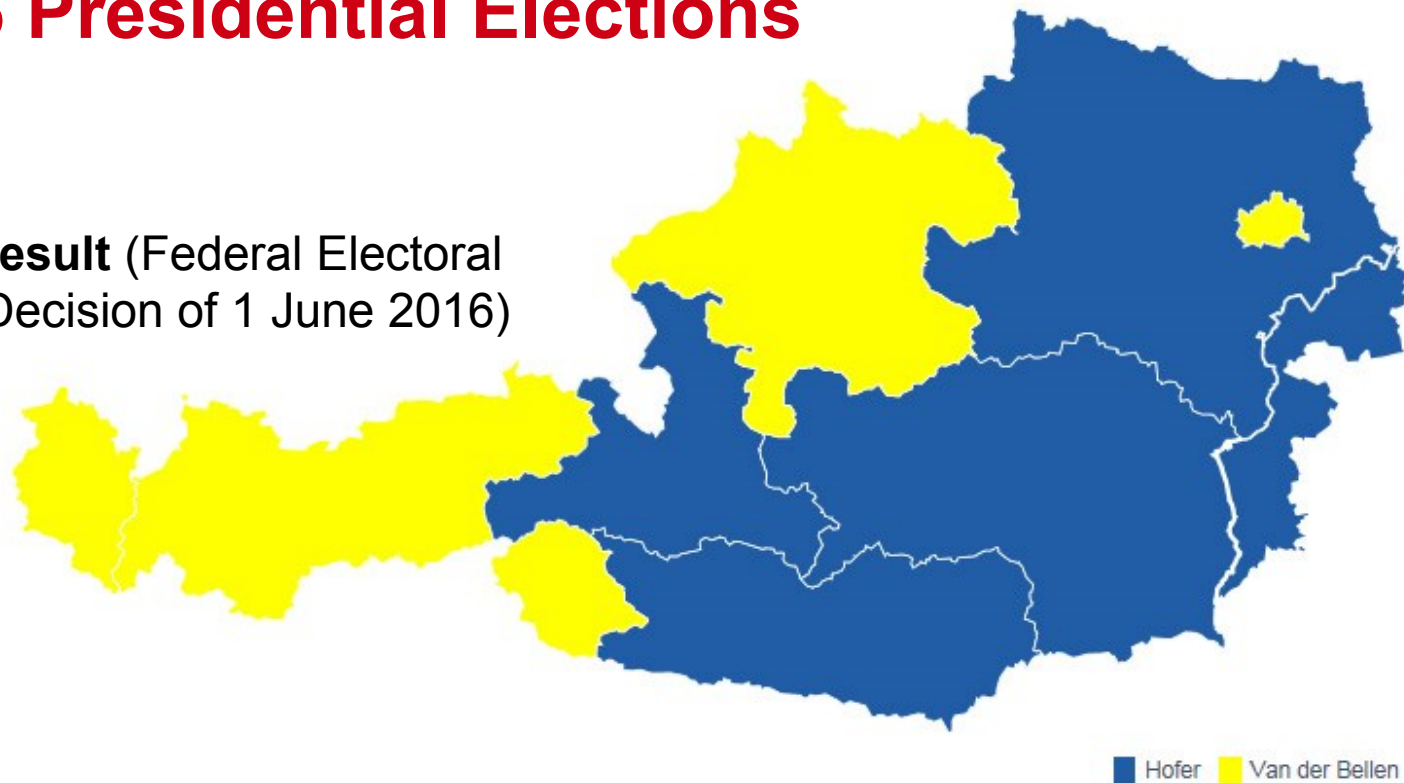 Presidential Elections
esult (Federal Electoral
Decision of 1 June 2016)
Hofer
Van der Bellen